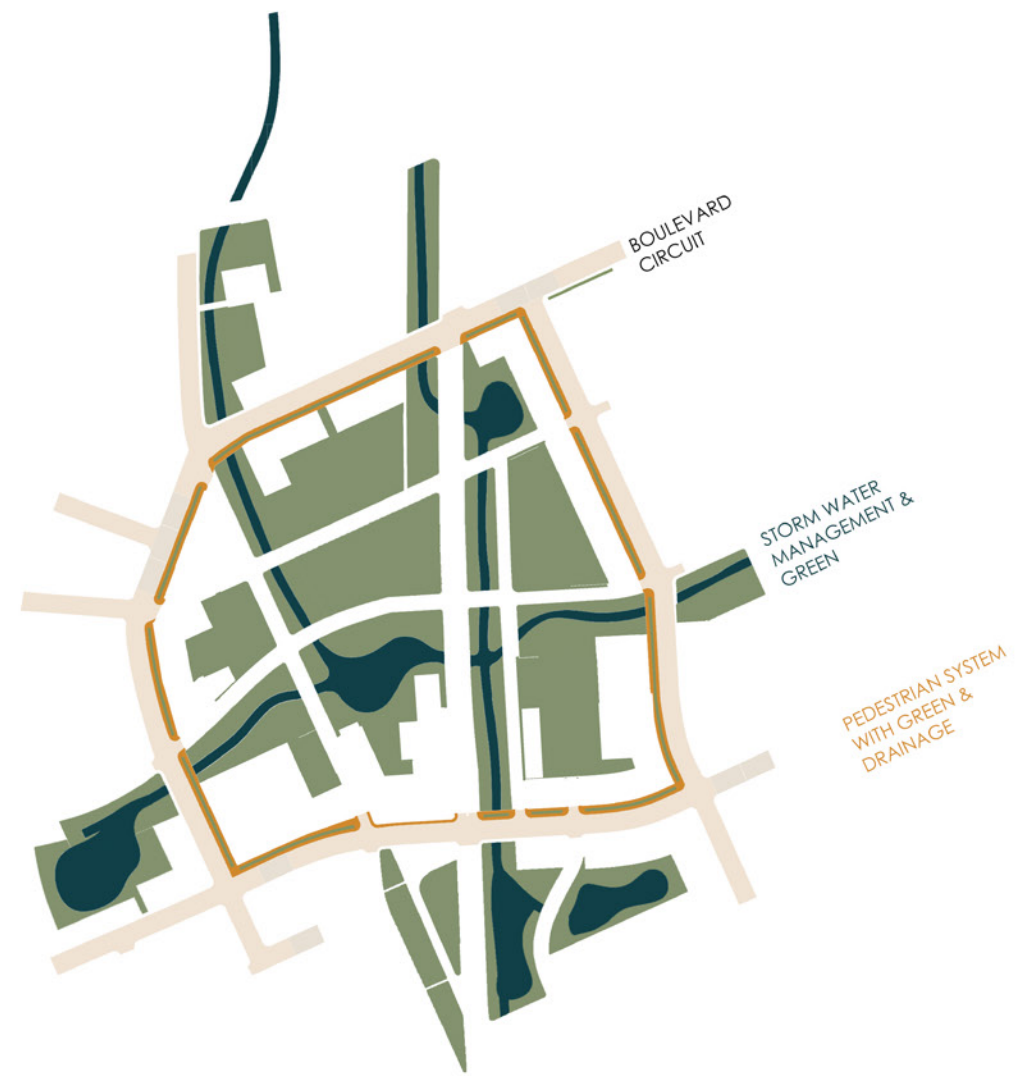 BOULEVARD
CIRCUIT
STORM WATER
MANAGEMENT &
GREEN
PEDESTRIAN SYSTEM
WITH GREEN &
DRAINAGE